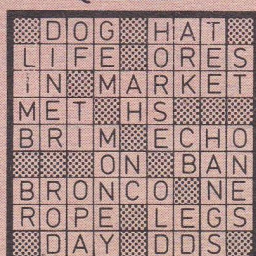 DOG HAT
LIFE ORES
IN MARKET
MET HS
BRIM ECHO
ON BAN
BRONCO NE
ROPE LEGS
DAY DDS